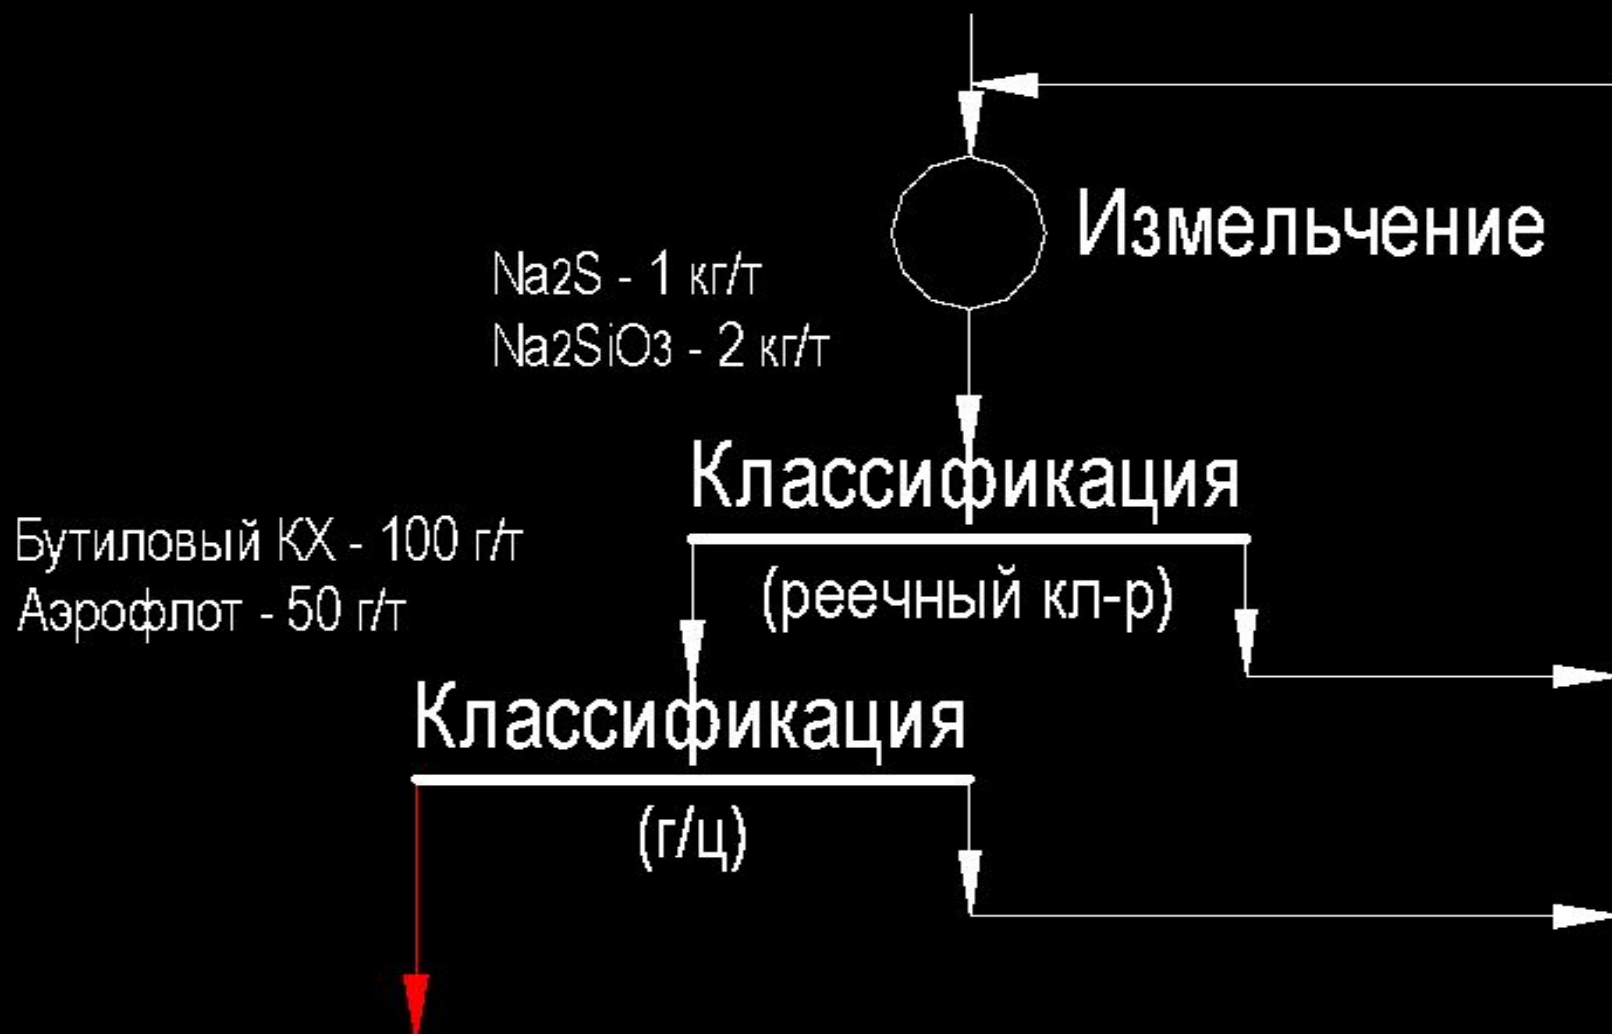 Измельчение
Na2S - 1 кг/т
Na2SiO3 - 2 кг/т
Классификация
(реечный кл-р)
Бутиловый КХ - 100 г/т
Аэрофлот - 50 г/т
Классификация
(г/ц)